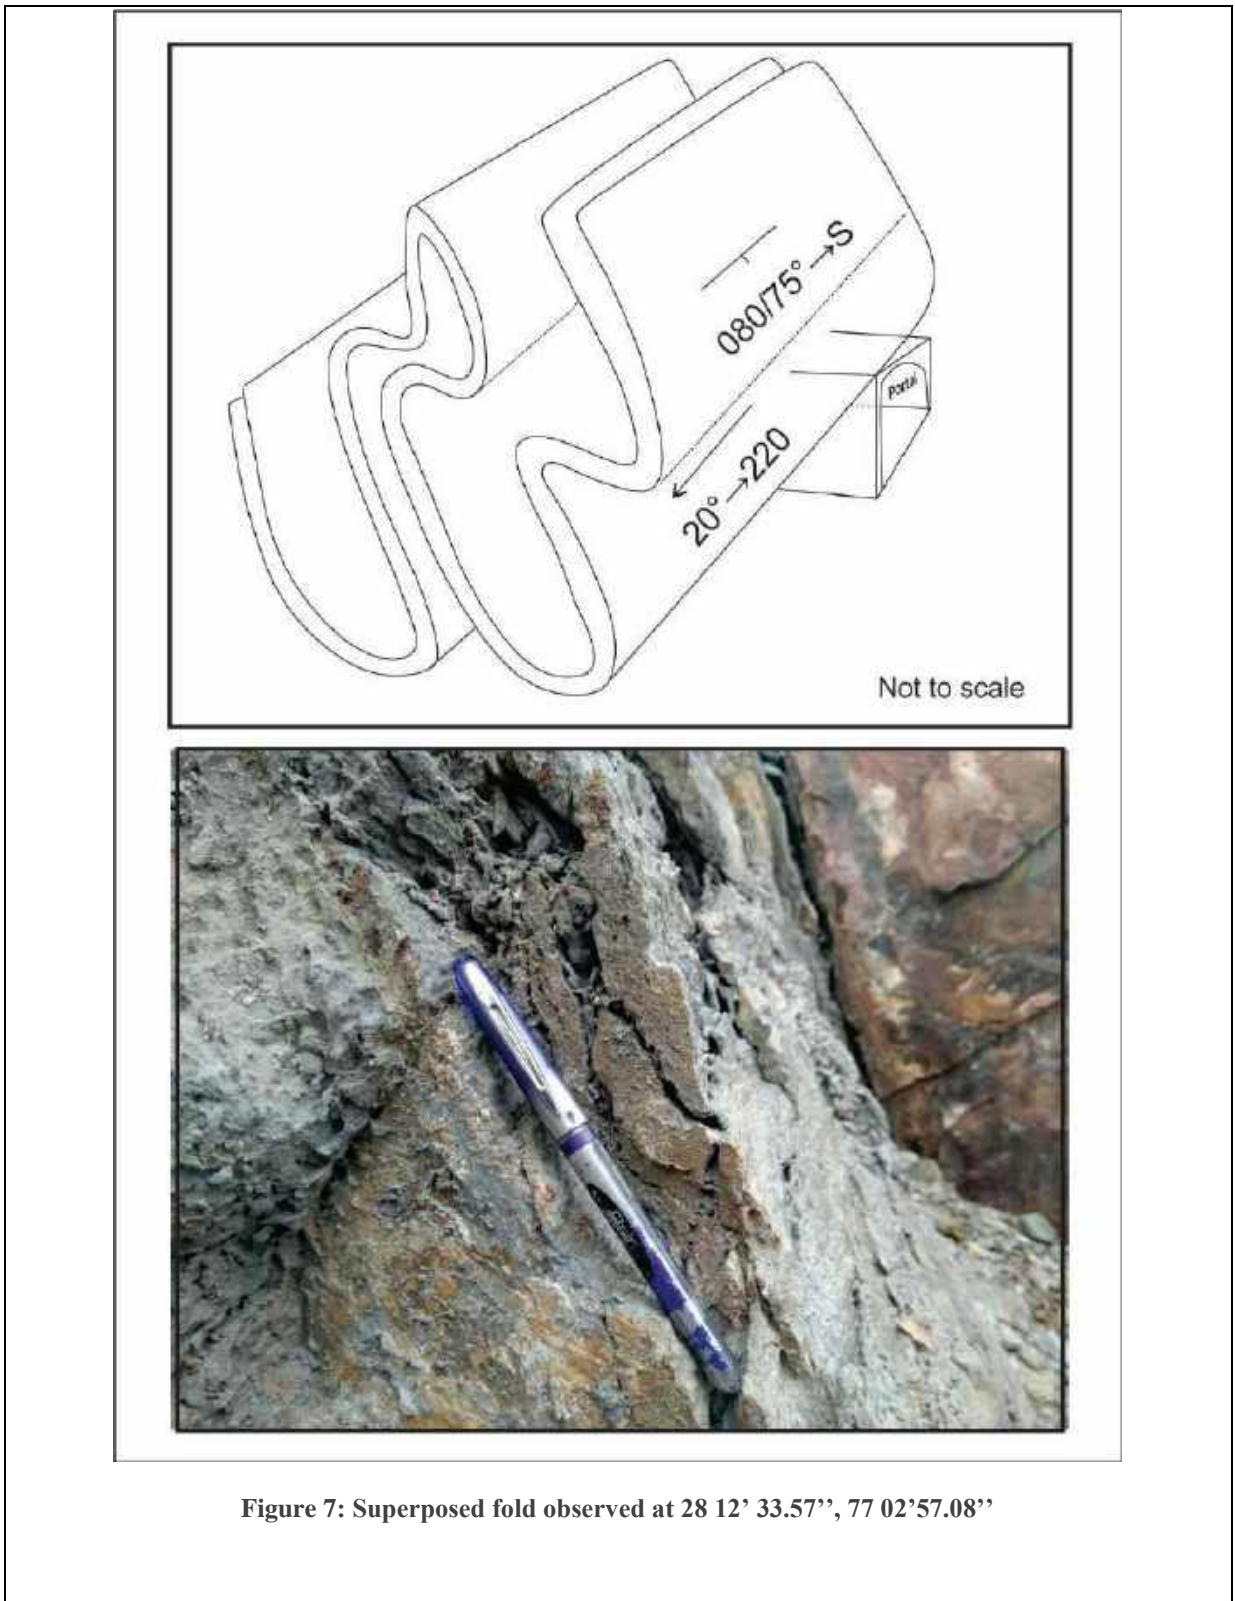 080/75° →S
Portal
20° →220
Not to scale
Figure 7: Superposed fold observed at 28 12’ 33.57’’, 77 02’57.08’’